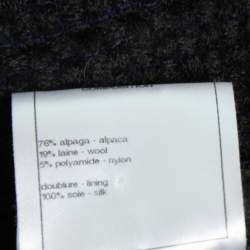 76% alpaga - alpaca
19% laine - wool
5% polyamide - nylon
doublure - lining
100% soie - silk